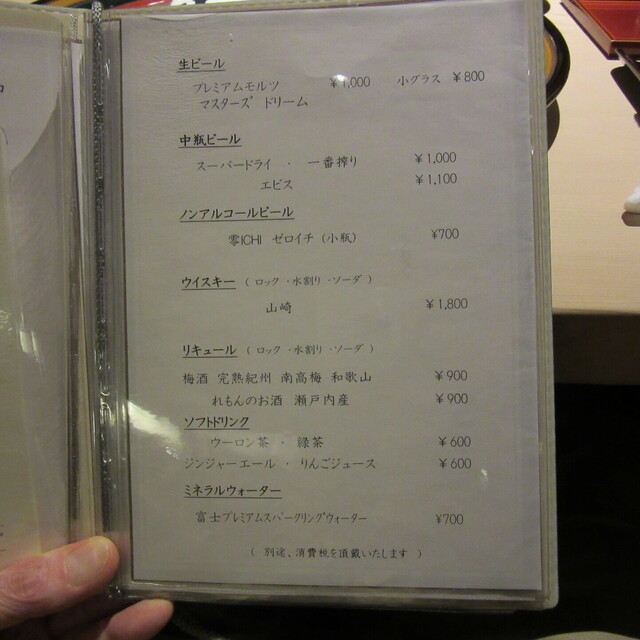 生ビール
プレミアムモルツ ¥1,000 小グラス ¥800
マスターズ ドリーム
中瓶ビール
スーパードライ ・ 一番搾り ¥1,000
エビス ¥1,100
ノンアルコールビール
零ICHI ゼロイチ (小瓶) ¥700
ウイスキー ( ロック ・水割り ・ソーダ )
山崎 ¥1,800
リキュール ( ロック ・水割り ・ソーダ )
梅酒 完熟紀州 南高梅 和歌山 ¥900
れもんのお酒 瀬戸内産 ¥900
ソフトドリンク
ウーロン茶 ・ 緑茶 ¥600
ジンジャーエール ・ りんごジュース ¥600
ミネラルウォーター
富士プレミアムスパークリングウォーター ¥700
( 別途、消費税を頂戴いたします )